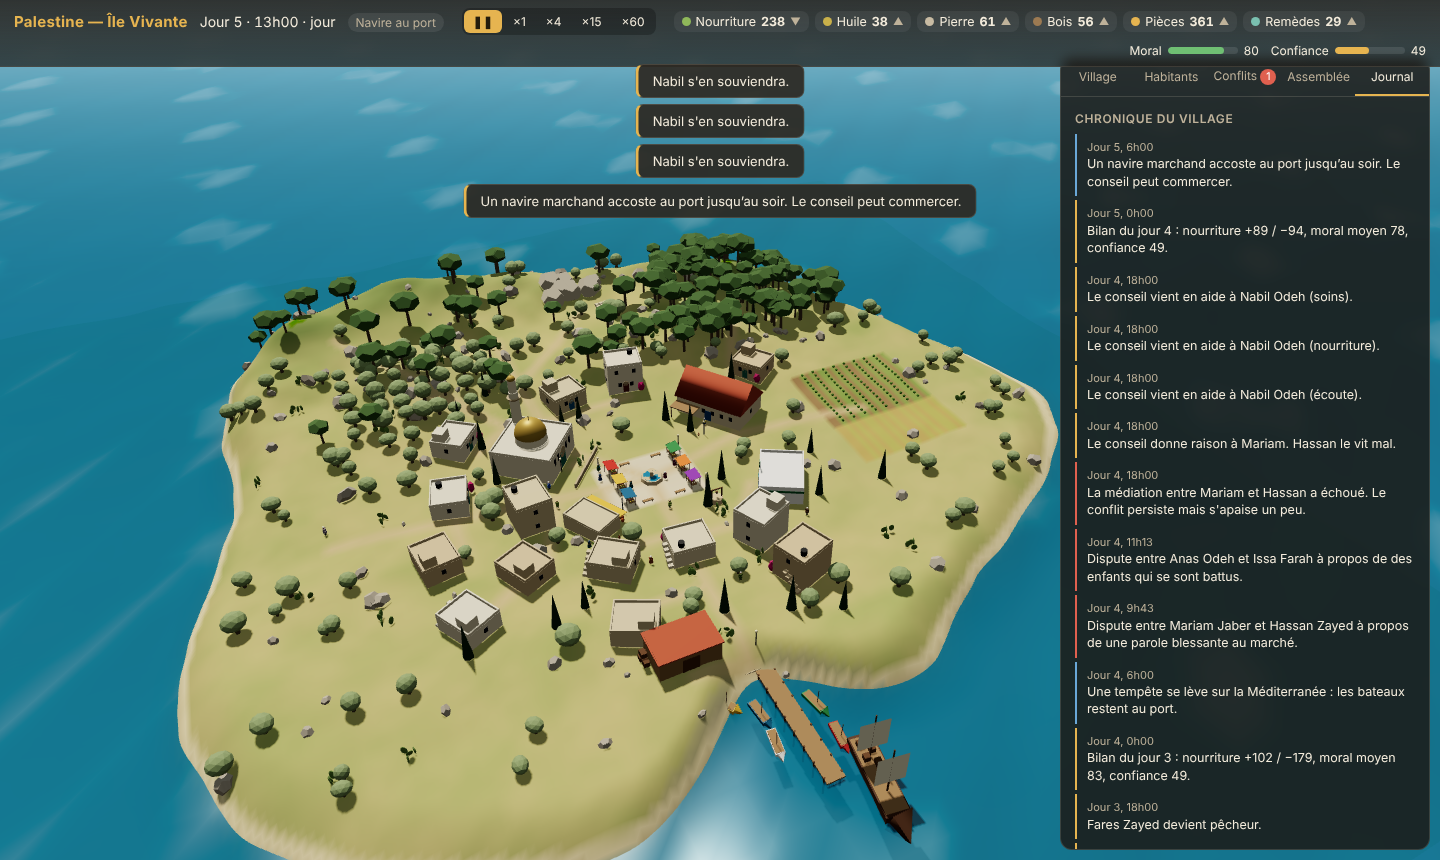 Palestine — Île Vivante
Jour 5 · 13h00 · jour
Navire au port
×1
×4
×15
×60
Nourriture 238 ▼
Huile 38 ▲
Pierre 61 ▲
Bois 56 ▲
Pièces 361 ▲
Remèdes 29 ▲
Moral 80
Confiance 49
Nabil s'en souviendra.
Nabil s'en souviendra.
Nabil s'en souviendra.
Un navire marchand accoste au port jusqu’au soir. Le conseil peut commercer.
Village
Habitants
Conflits 1
Assemblée
Journal
CHRONIQUE DU VILLAGE
Jour 5, 6h00
Un navire marchand accoste au port jusqu’au soir. Le
conseil peut commercer.
Jour 5, 0h00
Bilan du jour 4 : nourriture +89 / −94, moral moyen 78,
confiance 49.
Jour 4, 18h00
Le conseil vient en aide à Nabil Odeh (soins).
Jour 4, 18h00
Le conseil vient en aide à Nabil Odeh (nourriture).
Jour 4, 18h00
Le conseil vient en aide à Nabil Odeh (écoute).
Jour 4, 18h00
Le conseil donne raison à Mariam. Hassan le vit mal.
Jour 4, 18h00
La médiation entre Mariam et Hassan a échoué. Le
conflit persiste mais s'apaise un peu.
Jour 4, 11h13
Dispute entre Anas Odeh et Issa Farah à propos de des
enfants qui se sont battus.
Jour 4, 9h43
Dispute entre Mariam Jaber et Hassan Zayed à propos
de une parole blessante au marché.
Jour 4, 6h00
Une tempête se lève sur la Méditerranée : les bateaux
restent au port.
Jour 4, 0h00
Bilan du jour 3 : nourriture +102 / −179, moral moyen
83, confiance 49.
Jour 3, 18h00
Fares Zayed devient pêcheur.